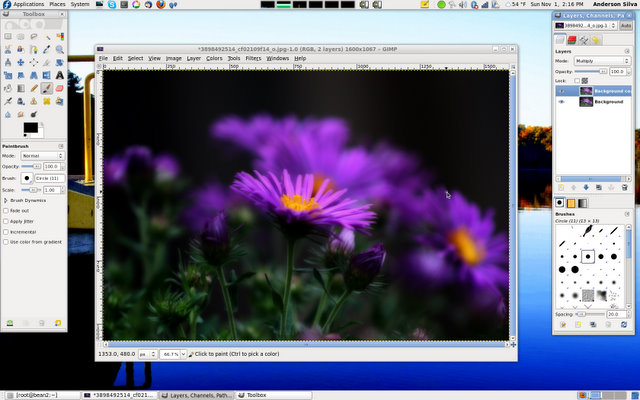 Applications Places System
54 °F Sun Nov 1, 2:16 PM Anderson Silva
Toolbox
Paintbrush
Mode: Normal
Opacity: 100.0
Brush: Circle (11)
Scale: 1.00
Brush Dynamics
Fade out
Apply Jitter
Incremental
Use color from gradient
*3898492514_cf02109f14_o.jpg-1.0 (RGB, 2 layers) 1600x1067 – GIMP
File Edit Select View Image Layer Colors Tools Filters Windows Help
1353.0, 480.0 px 66.7% Click to paint (Ctrl to pick a color)
Layers, Channels, Pa
Layers
Mode: Multiply
Opacity: 100.0
Lock:
Background co
Background
Brushes
Circle (11) (13 × 13)
Spacing: 20.0
[root@bean2:~] *3898492514_cf021... Layers, Channels, Path... Toolbox